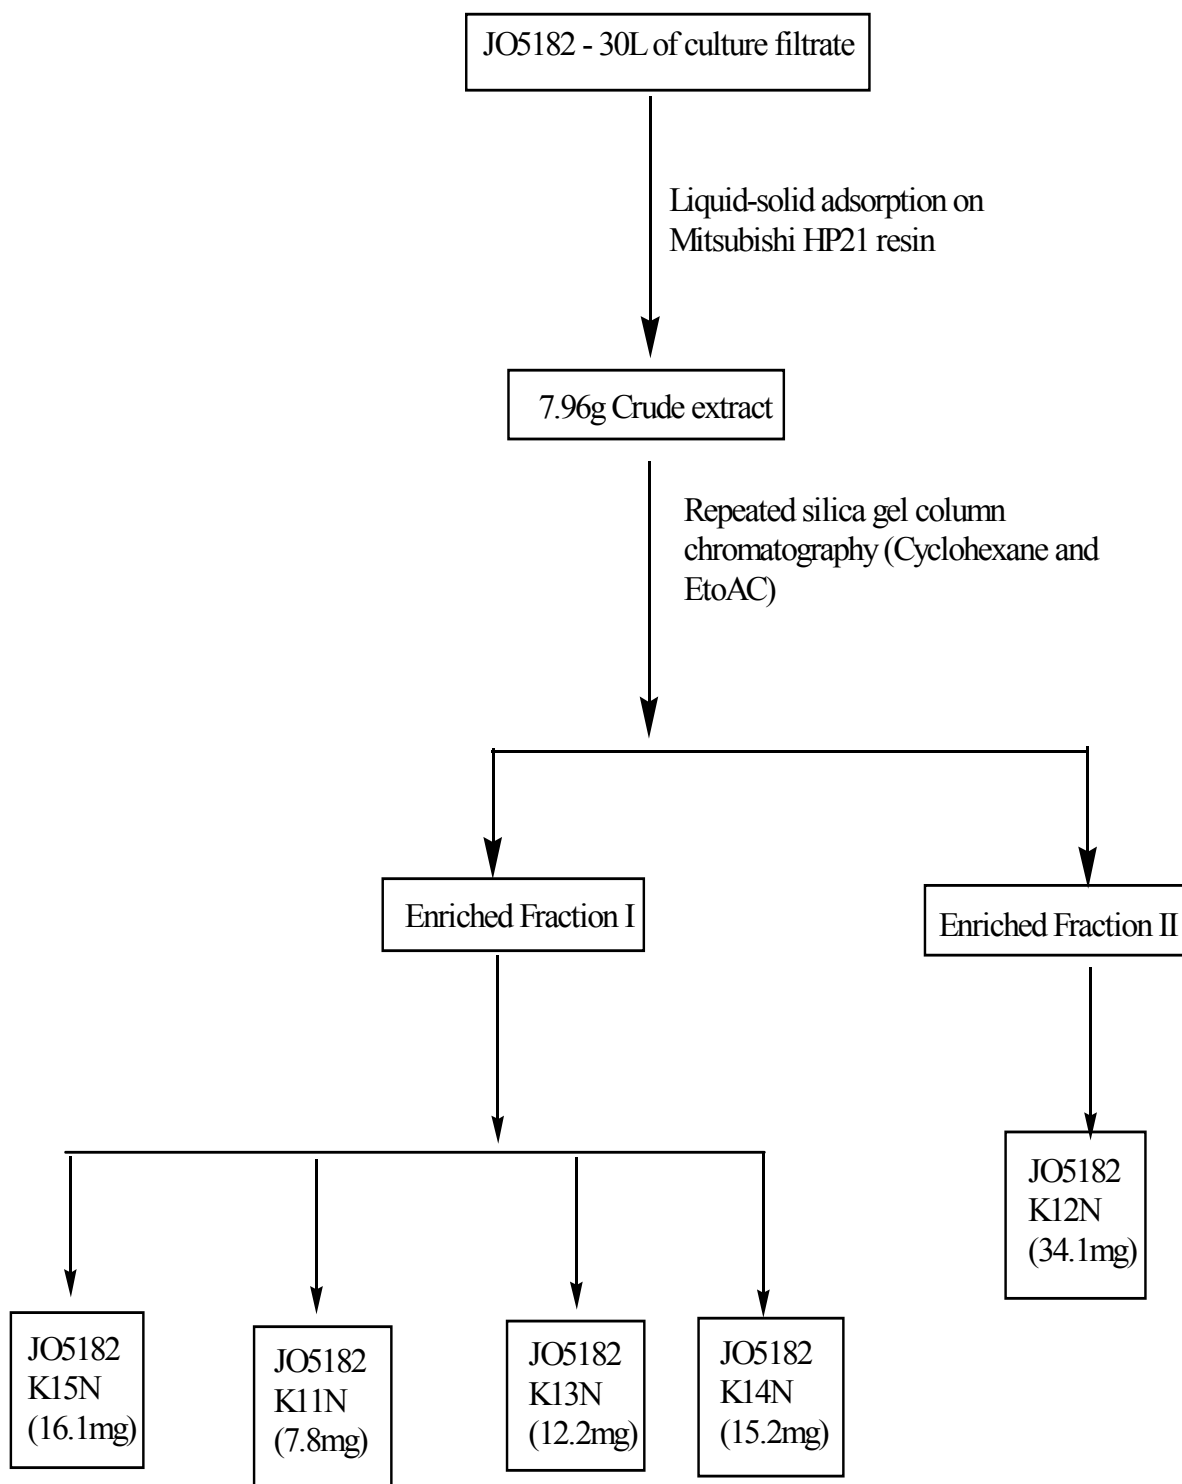 JO5182 - 30L of culture filtrate
Liquid-solid adsorption on
Mitsubishi HP21 resin
7.96g Crude extract
Repeated silica gel column
chromatography (Cyclohexane and
EtoAC)
Enriched Fraction I
Enriched Fraction II
JO5182
K12N
(34.1mg)
JO5182
K15N
(16.1mg)
JO5182
K11N
(7.8mg)
JO5182
K13N
(12.2mg)
JO5182
K14N
(15.2mg)